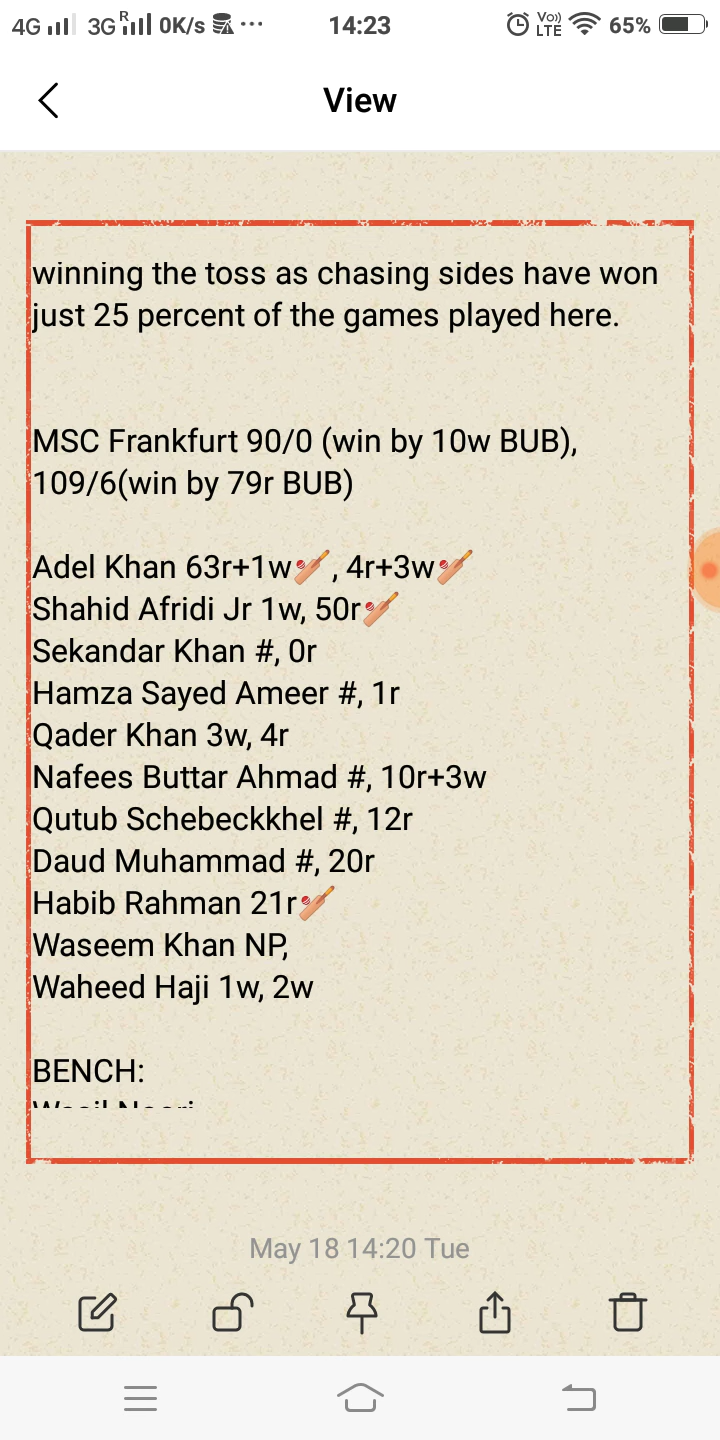 4G 3G R 0K/s ... 14:23 Vo)) LTE 65%
View
winning the toss as chasing sides have won
just 25 percent of the games played here.
MSC Frankfurt 90/0 (win by 10w BUB),
109/6(win by 79r BUB)
Adel Khan 63r+1w🏏, 4r+3w🏏
Shahid Afridi Jr 1w, 50r🏏
Sekandar Khan #, 0r
Hamza Sayed Ameer #, 1r
Qader Khan 3w, 4r
Nafees Buttar Ahmad #, 10r+3w
Qutub Schebeckkhel #, 12r
Daud Muhammad #, 20r
Habib Rahman 21r🏏
Waseem Khan NP,
Waheed Haji 1w, 2w
BENCH:
May 18 14:20 Tue